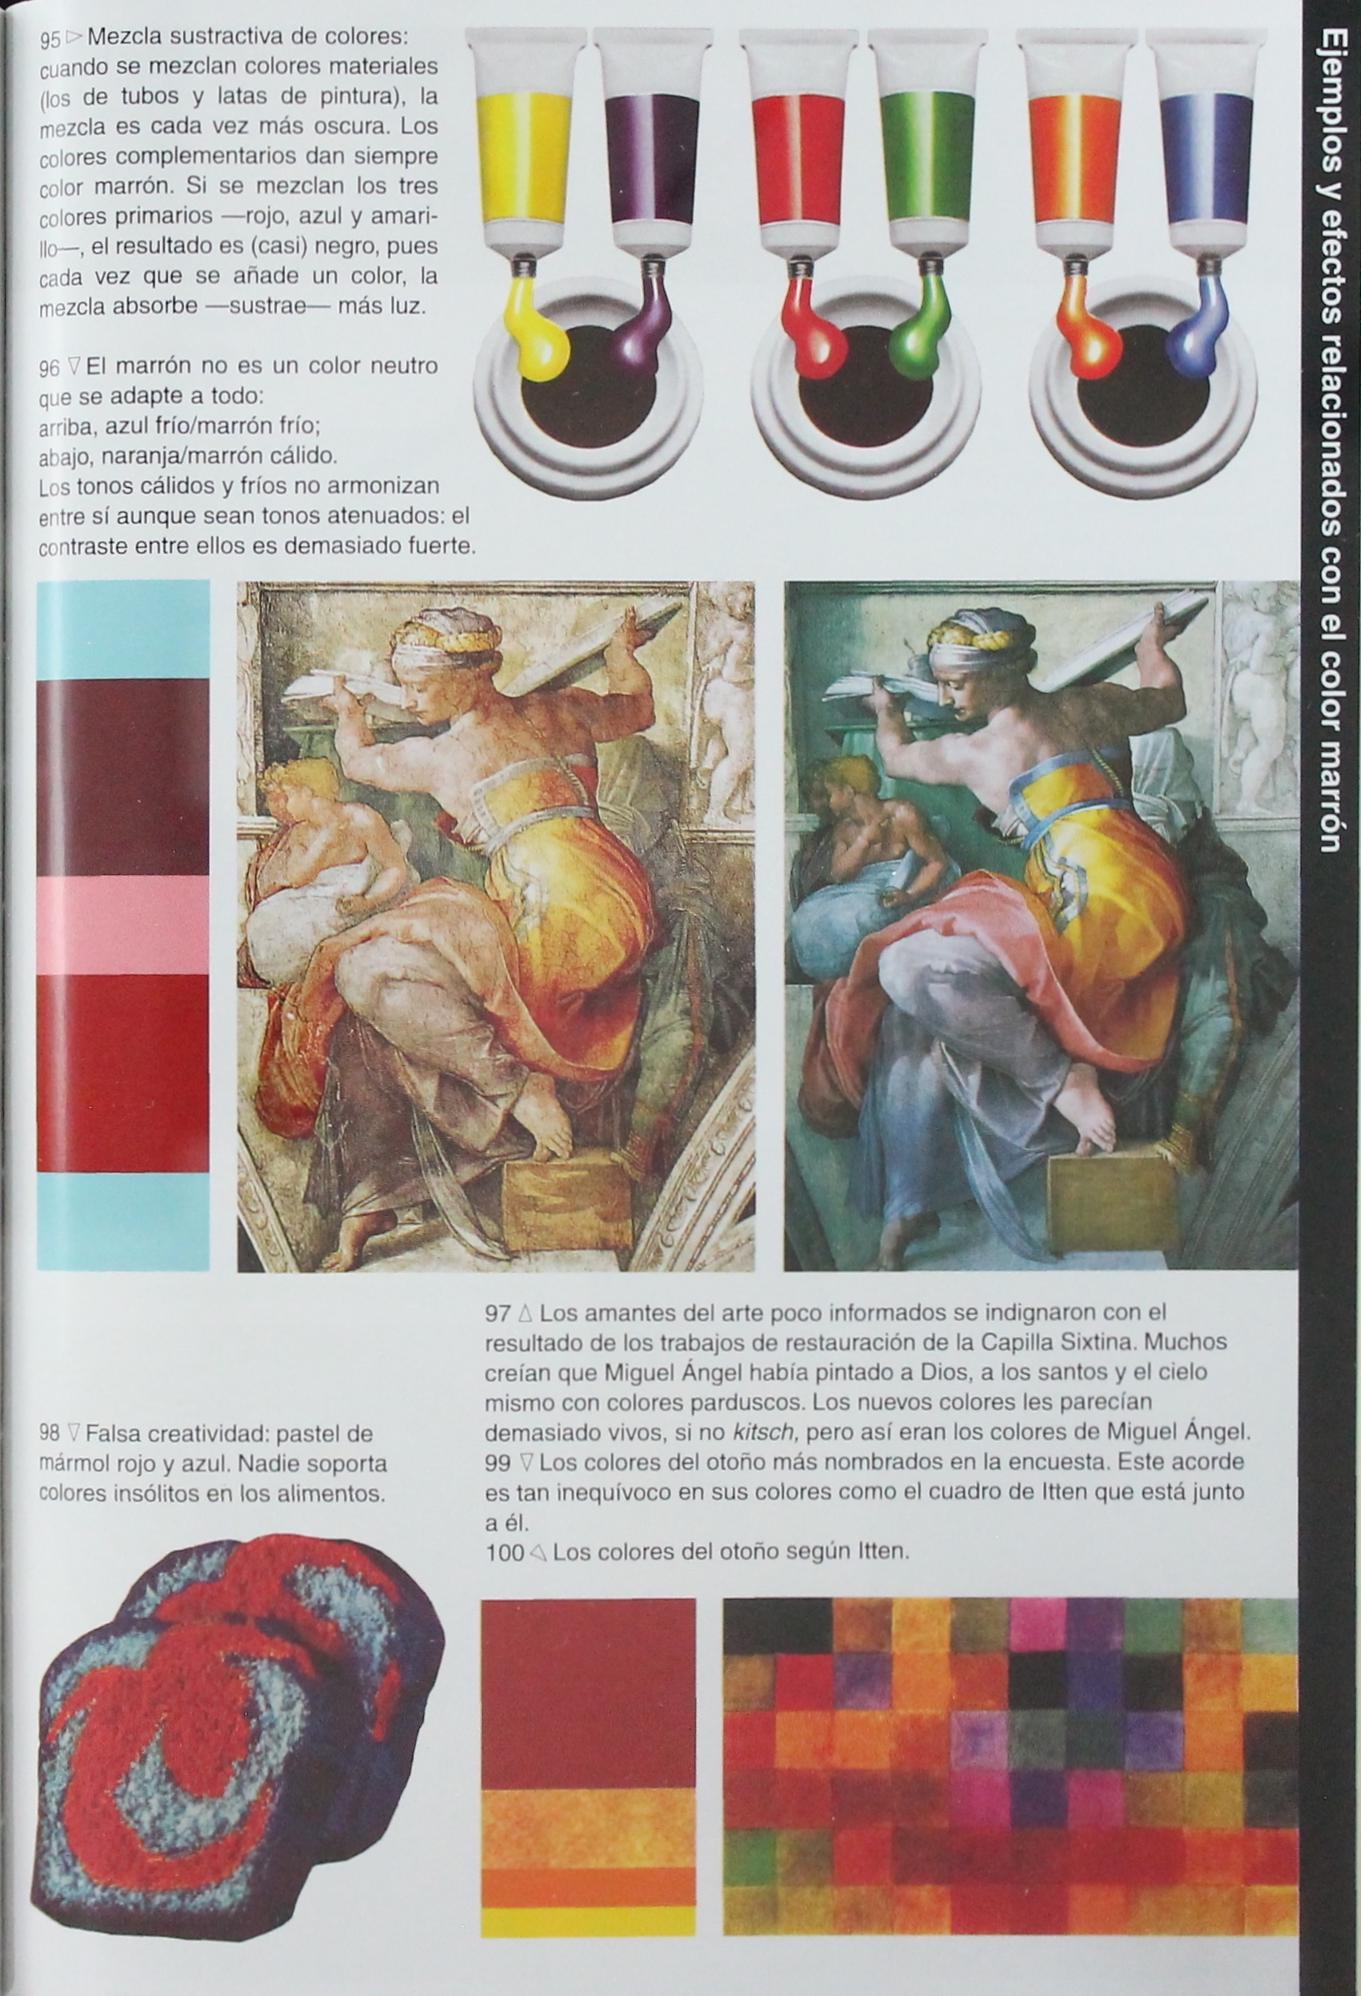 95 ▷ Mezcla sustractiva de colores:
cuando se mezclan colores materiales
(los de tubos y latas de pintura), la
mezcla es cada vez más oscura. Los
colores complementarios dan siempre
color marrón. Si se mezclan los tres
colores primarios —rojo, azul y amari-
llo—, el resultado es (casi) negro, pues
cada vez que se añade un color, la
mezcla absorbe —sustrae— más luz.
96 ▽ El marrón no es un color neutro
que se adapte a todo:
arriba, azul frío/marrón frío;
abajo, naranja/marrón cálido.
Los tonos cálidos y fríos no armonizan
entre sí aunque sean tonos atenuados: el
contraste entre ellos es demasiado fuerte.
97 △ Los amantes del arte poco informados se indignaron con el
resultado de los trabajos de restauración de la Capilla Sixtina. Muchos
creían que Miguel Ángel había pintado a Dios, a los santos y el cielo
mismo con colores parduscos. Los nuevos colores les parecían
demasiado vivos, si no kitsch, pero así eran los colores de Miguel Ángel.
98 ▽ Falsa creatividad: pastel de
mármol rojo y azul. Nadie soporta
colores insólitos en los alimentos.
99 ▽ Los colores del otoño más nombrados en la encuesta. Este acorde
es tan inequívoco en sus colores como el cuadro de Itten que está junto
a él.
100 ◁ Los colores del otoño según Itten.
Ejemplos y efectos relacionados con el color marrón